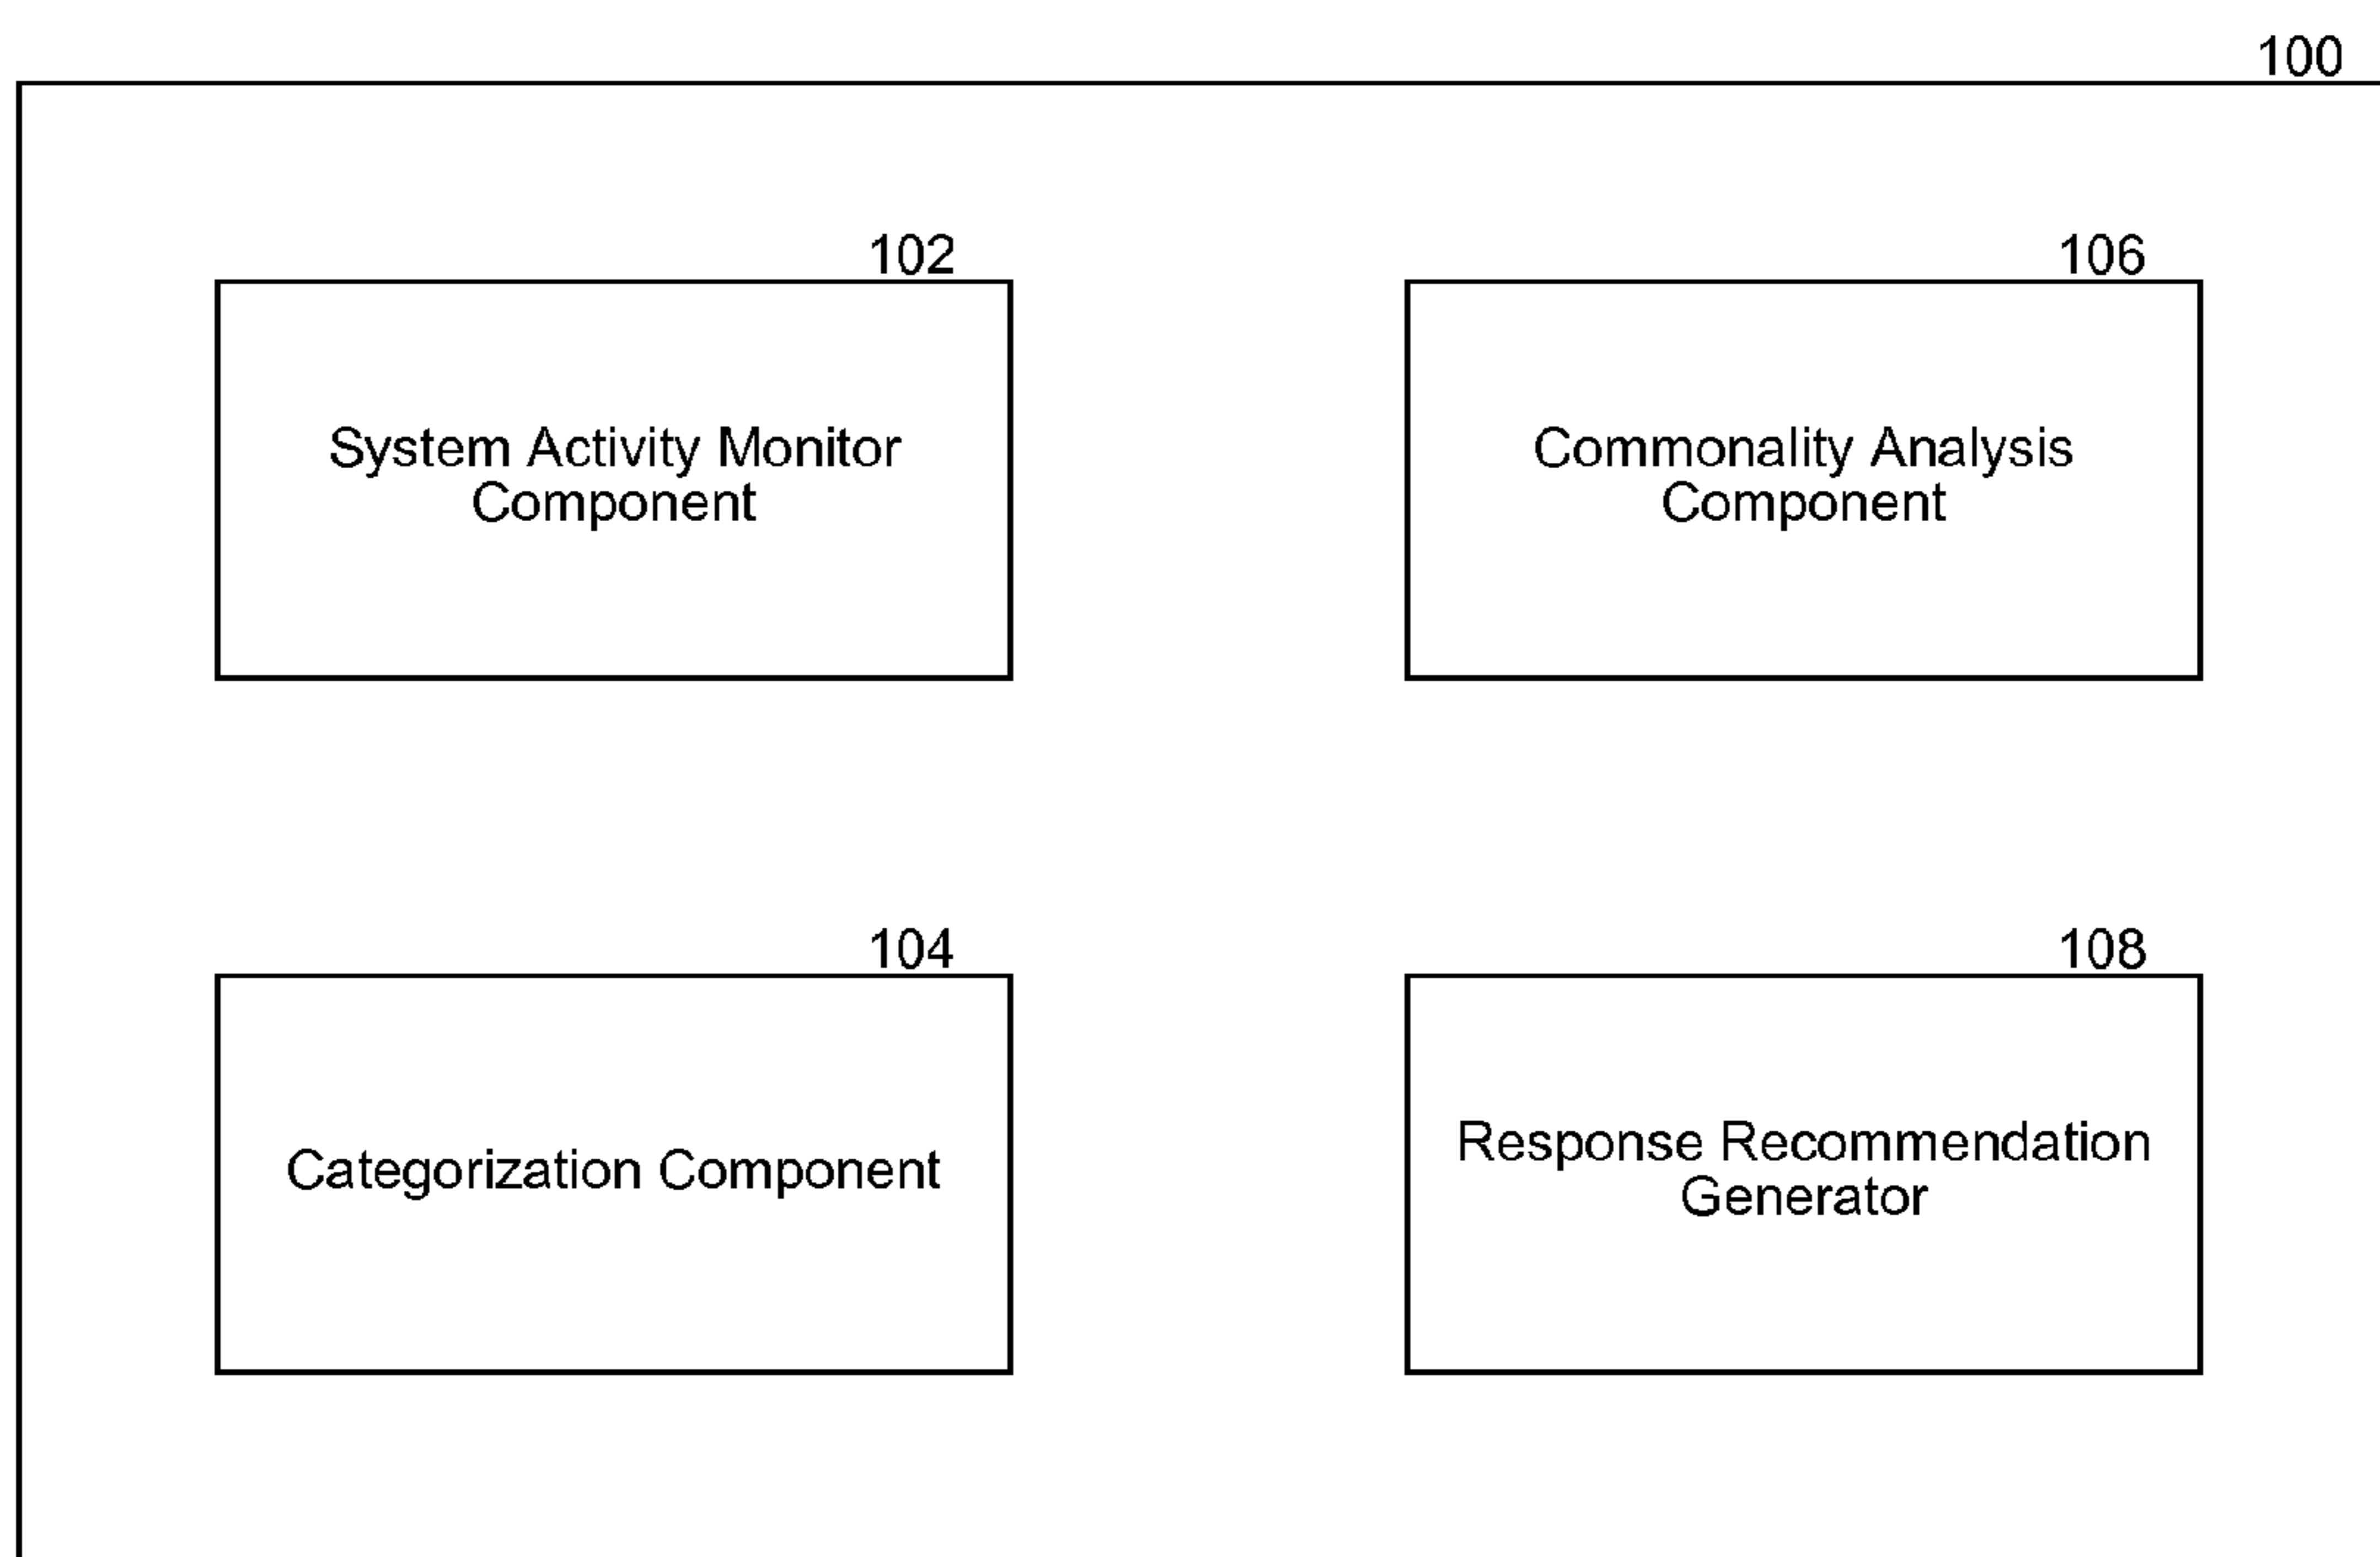 100
102
System Activity Monitor
Component
106
Commonality Analysis
Component
104
Categorization Component
108
Response Recommendation
Generator